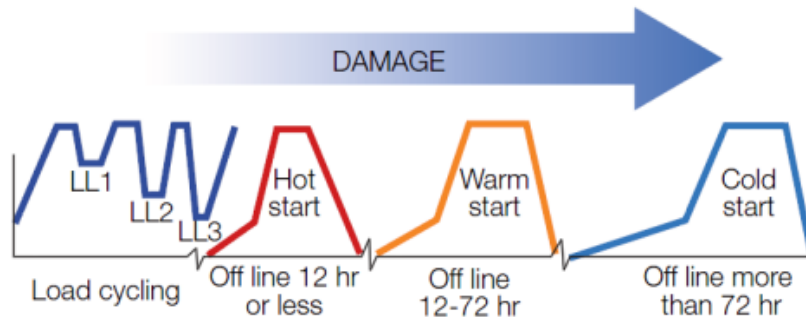 DAMAGE
LL1
LL2
LL3
Hot
start
Warm
start
Cold
start
Load cycling
Off line 12 hr
or less
Off line
12-72 hr
Off line more
than 72 hr